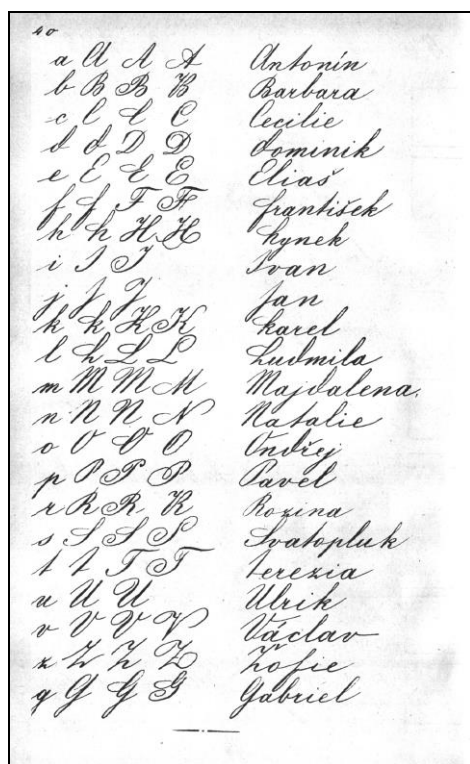 40
a A A A Antonín
b B B B Barbara
c C C C Cecilie
d d D D Dominik
e E E E Eliaš
f f F F František
h h H H Hynek
i I I Ivan
j J J Jan
k k K K Karel
l L L L Ludmila
m M M M Majdalena.
n N N N Natalie
o O O O Ondřej
p P P P Pavel
r R R R Rozina
s S S S Svatopluk
t t T T Terezia
u U U Ulrik
v V V V Václav
z Z Z Z Žofie
g G G G Gabriel